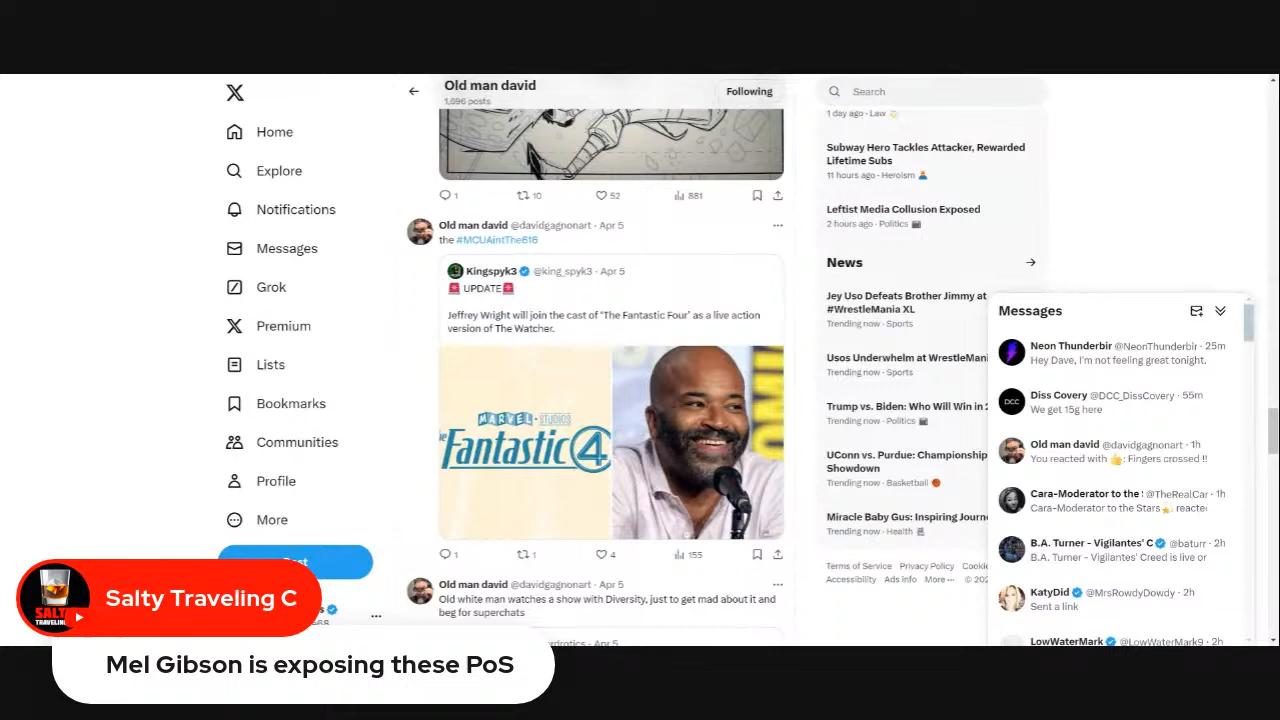 Home
Explore
Notifications
Messages
Grok
Premium
Lists
Bookmarks
Communities
Profile
More
Old man david
1,696 posts
Following
1 10 52 881
Old man david @davidgagnonart · Apr 5
the #MCUAintThe616
Kingspyk3 @king_spyk3 · Apr 5
🚨 UPDATE🚨
Jeffrey Wright will join the cast of 'The Fantastic Four' as a live action
version of The Watcher.
MARVEL STUDIOS
Fantastic 4
1 1 4 155
Old man david @davidgagnonart · Apr 5
Old white man watches a show with Diversity, just to get mad about it and
beg for superchats
Apr 5
Search
1 day ago · Law
Subway Hero Tackles Attacker, Rewarded
Lifetime Subs
11 hours ago · Heroism
Leftist Media Collusion Exposed
2 hours ago · Politics
News
Jey Uso Defeats Brother Jimmy at
#WrestleMania XL
Trending now · Sports
Usos Underwhelm at WrestleMani
Trending now · Sports
Trump vs. Biden: Who Will Win in 2
Trending now · Politics
UConn vs. Purdue: Championship
Showdown
Trending now · Basketball
Miracle Baby Gus: Inspiring Journ
Trending now · Health
Terms of Service Privacy Policy Cookie
Accessibility Ads info More ··· © 202
Messages
Neon Thunderbir @NeonThunderbir · 25m
Hey Dave, I'm not feeling great tonight.
Diss Covery @DCC_DissCovery · 55m
DCC
We get 15g here
Old man david @davidgagnonart · 1h
You reacted with 👍: Fingers crossed !!
Cara-Moderator to the @TheRealCar · 1h
Cara-Moderator to the Stars⭐ reacte
B.A. Turner - Vigilantes' C @baturr · 2h
B.A. Turner - Vigilantes' Creed is live or
KatyDid @MrsRowdyDowdy · 2h
Sent a link
LowWaterMark @LowWaterMark9 · 2h
Salty Traveling C
Mel Gibson is exposing these PoS